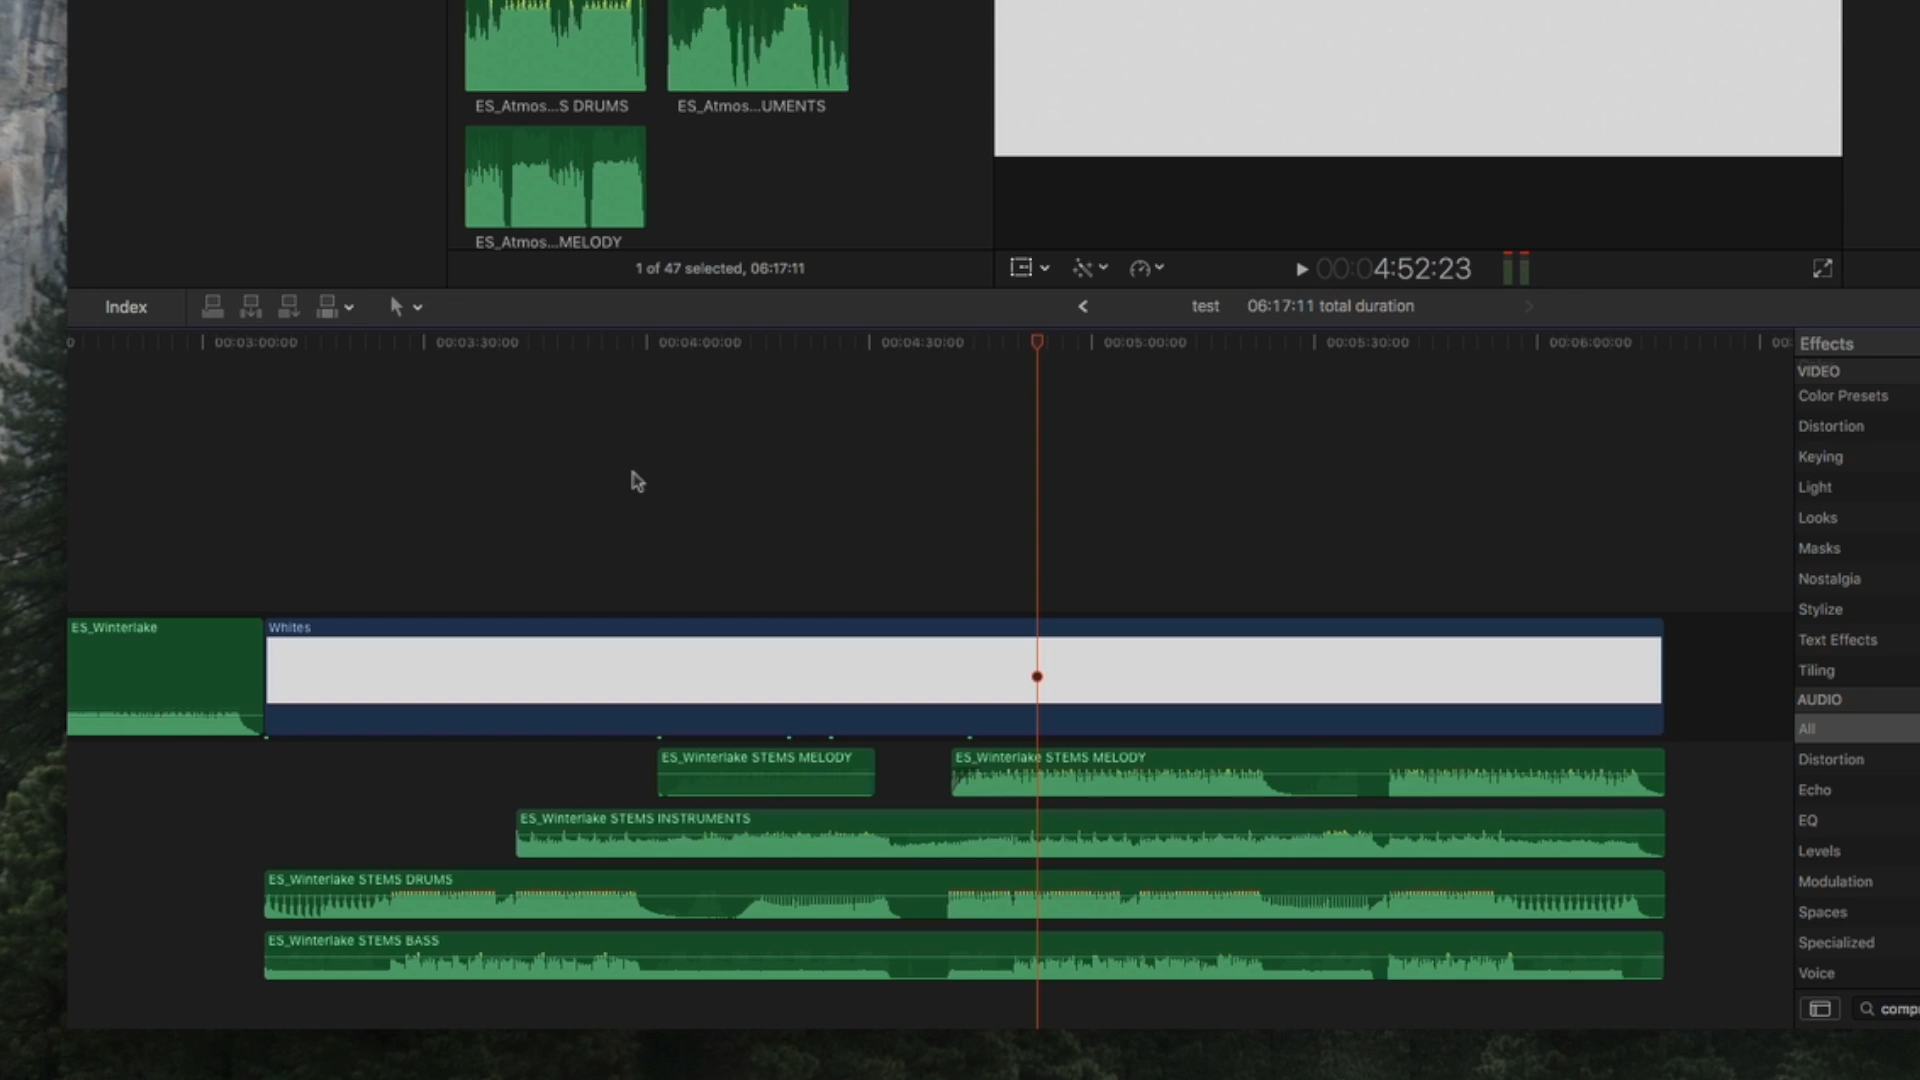 ES_Atmos...S DRUMS
ES_Atmos...UMENTS
ES_Atmos...MELODY
1 of 47 selected, 06:17:11
00:04:52:23
Index
test
06:17:11 total duration
00:03:00:00
00:03:30:00
00:04:00:00
00:04:30:00
00:05:00:00
00:05:30:00
00:06:00:00
00:
Effects
VIDEO
Color Presets
Distortion
Keying
Light
Looks
Masks
Nostalgia
Stylize
Text Effects
Tiling
AUDIO
All
Distortion
Echo
EQ
Levels
Modulation
Spaces
Specialized
Voice
ES_Winterlake
Whites
ES_Winterlake STEMS MELODY
ES_Winterlake STEMS MELODY
ES_Winterlake STEMS INSTRUMENTS
ES_Winterlake STEMS DRUMS
ES_Winterlake STEMS BASS